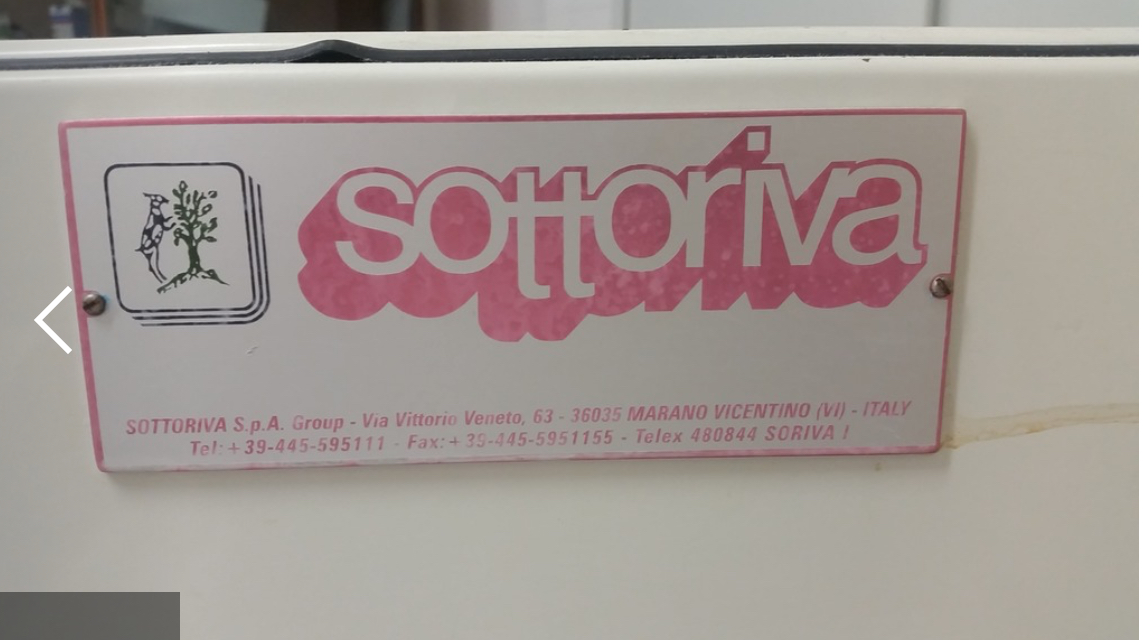 sottoriva
SOTTORIVA S.p.A. Group - Via Vittorio Veneto, 63 - 36035 MARANO VICENTINO (VI) - ITALY
Tel: +39-445-595111 - Fax: +39-445-5951155 - Telex 480844 SORIVA I